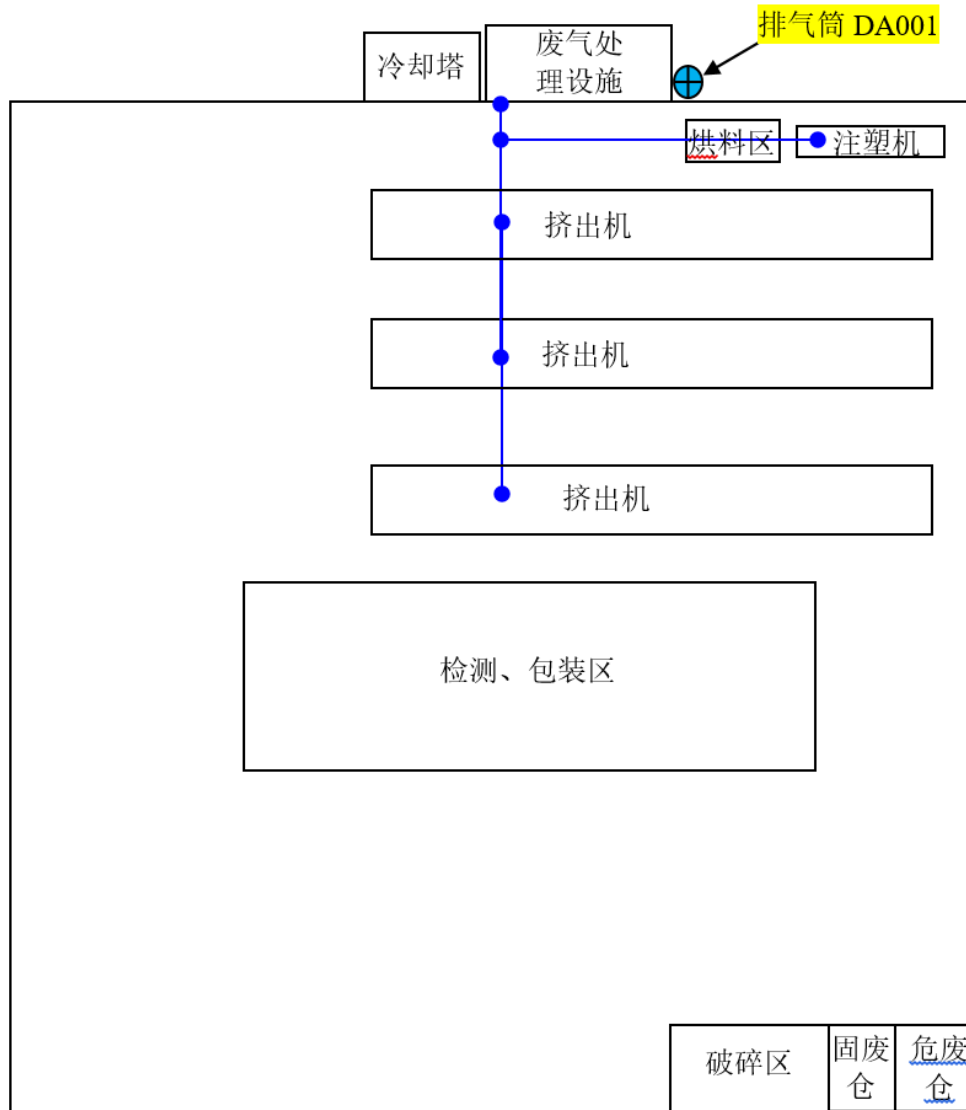 排气筒 DA001
冷却塔
废气处
理设施
烘料区
注塑机
挤出机
挤出机
挤出机
检测、包装区
破碎区
固废
仓
危废
仓